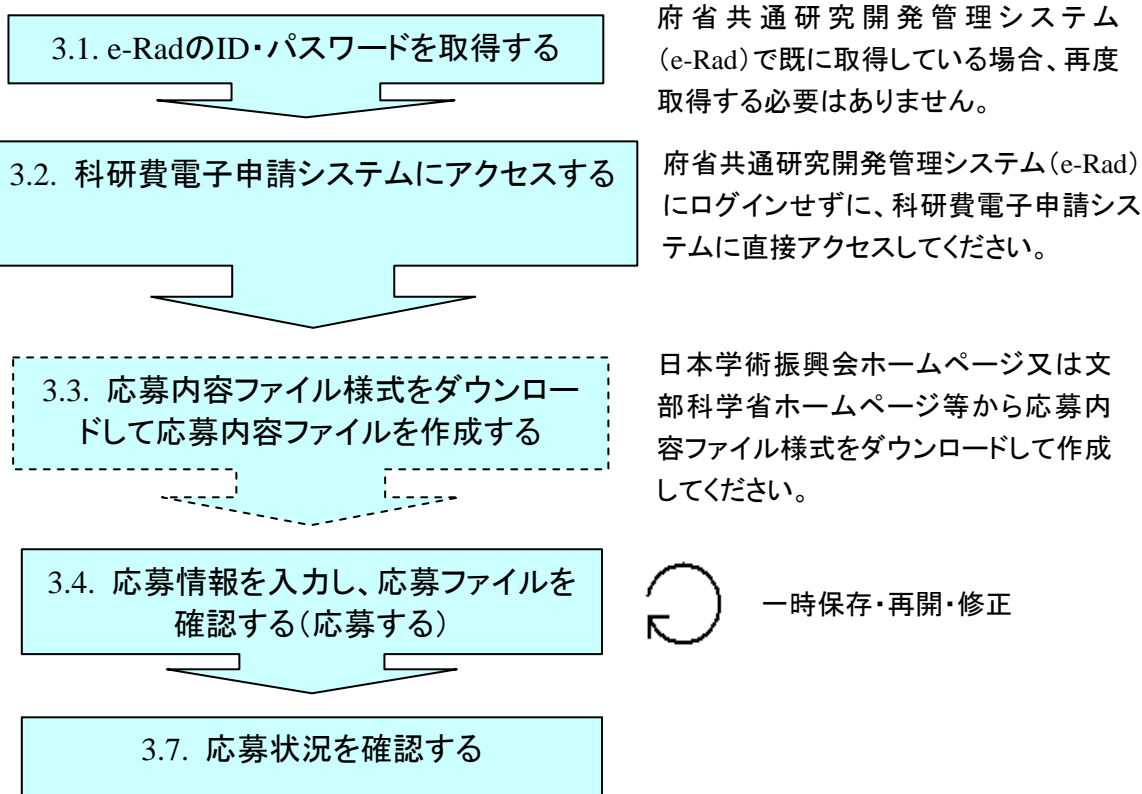 3.1. e-RadのID・パスワードを取得する
府省共通研究開発管理システム
（e-Rad）で既に取得している場合、再度
取得する必要はありません。
3.2. 科研費電子申請システムにアクセスする
府省共通研究開発管理システム（e-Rad）
にログインせずに、科研費電子申請シス
テムに直接アクセスしてください。
3.3. 応募内容ファイル様式をダウンロー
ドして応募内容ファイルを作成する
日本学術振興会ホームページ又は文
部科学省ホームページ等から応募内
容ファイル様式をダウンロードして作成
してください。
3.4. 応募情報を入力し、応募ファイルを
確認する（応募する）
一時保存・再開・修正
3.7. 応募状況を確認する